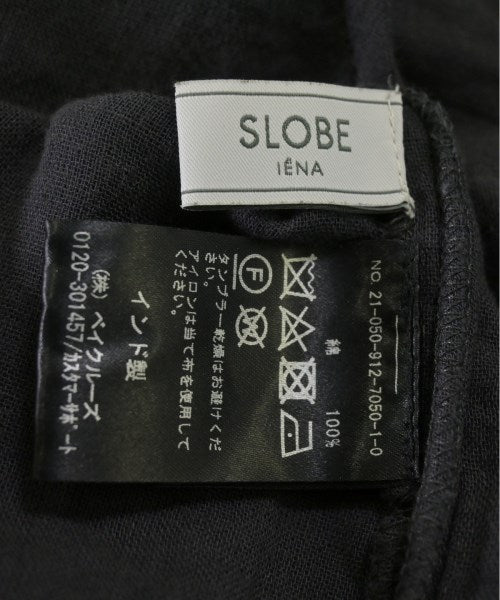 SLOBE
IÉNA
NO. 21-050-912-7050-1-0
綿 100%
F
タンブラー乾燥はお避けくだ
さい。
アイロンは当て布を使用して
ください。
インド製
(株) ベイクルーズ
0120-301457/カスタマーサポート